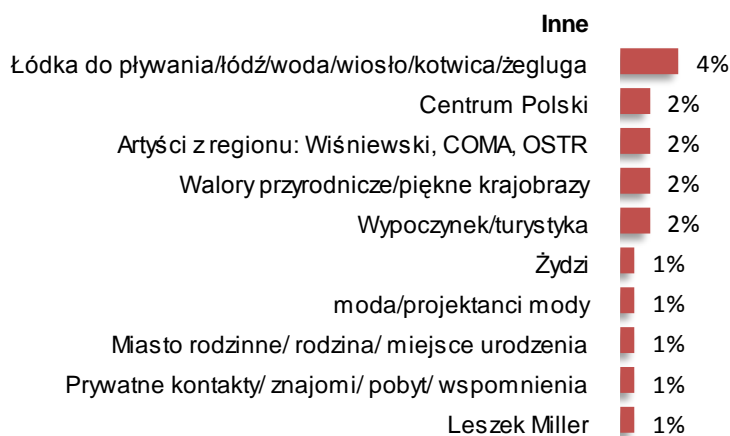 Inne
Łódka do pływania/łódź/woda/wiosło/kotwica/żegluga 4%
Centrum Polski 2%
Artyści z regionu: Wiśniewski, COMA, OSTR 2%
Walory przyrodnicze/piękne krajobrazy 2%
Wypoczynek/turystyka 2%
Żydzi 1%
moda/projektanci mody 1%
Miasto rodzinne/ rodzina/ miejsce urodzenia 1%
Prywatne kontakty/ znajomi/ pobyt/ wspomnienia 1%
Leszek Miller 1%